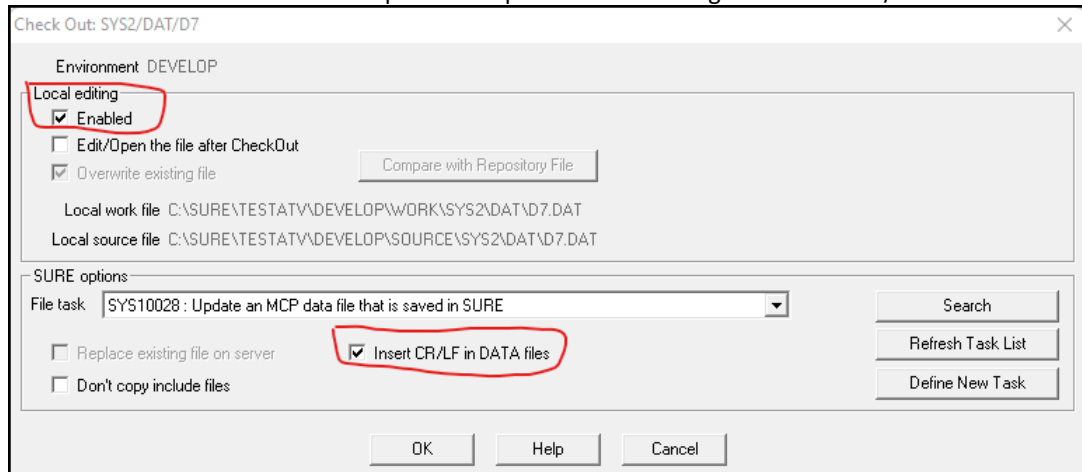 Check Out: SYS2/DAT/D7
Environment DEVELOP
Local editing
Enabled
Edit/Open the file after CheckOut
Overwrite existing file
Compare with Repository File
Local work file C:\SURE\TESTATV\DEVELOP\WORK\SYS2\DAT\D7.DAT
Local source file C:\SURE\TESTATV\DEVELOP\SOURCE\SYS2\DAT\D7.DAT
SURE options
File task SYS10028 : Update an MCP data file that is saved in SURE
Search
Replace existing file on server
Insert CR/LF in DATA files
Refresh Task List
Don't copy include files
Define New Task
OK Help Cancel